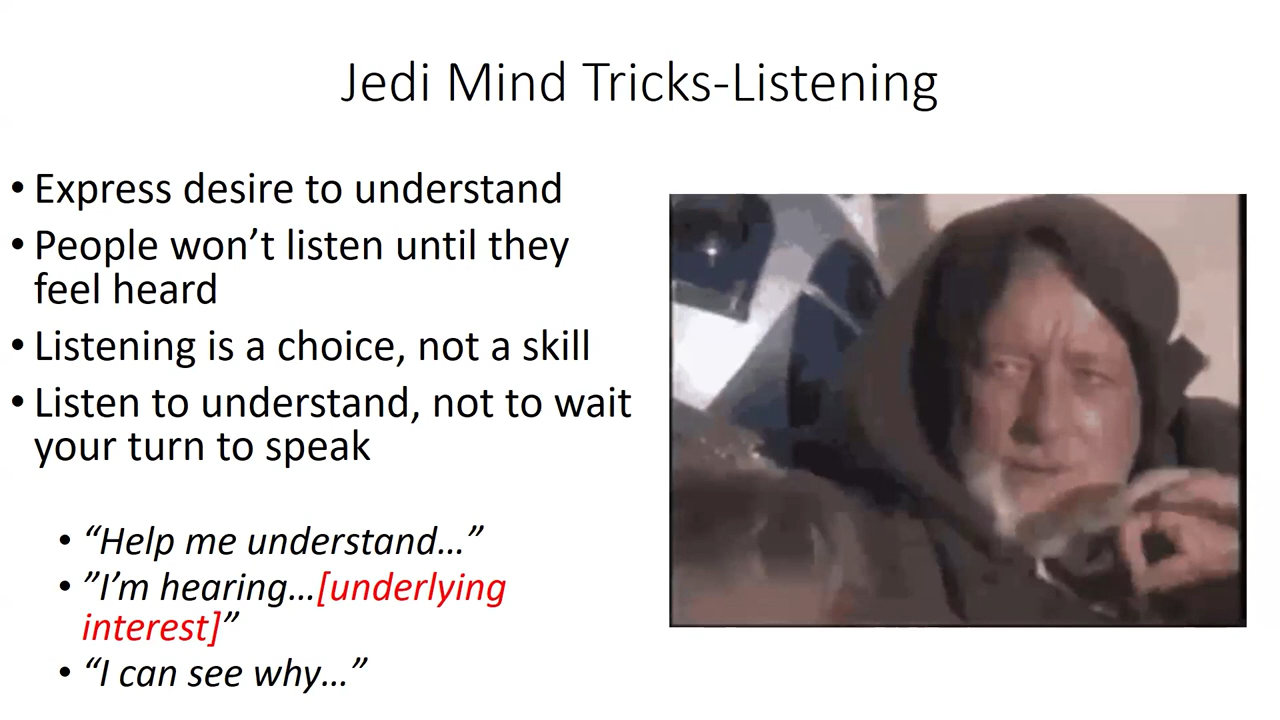 Jedi Mind Tricks-Listening
• Express desire to understand
• People won’t listen until they
feel heard
• Listening is a choice, not a skill
• Listen to understand, not to wait
your turn to speak
• “Help me understand…”
• ”I’m hearing…[underlying
interest]”
• “I can see why…”